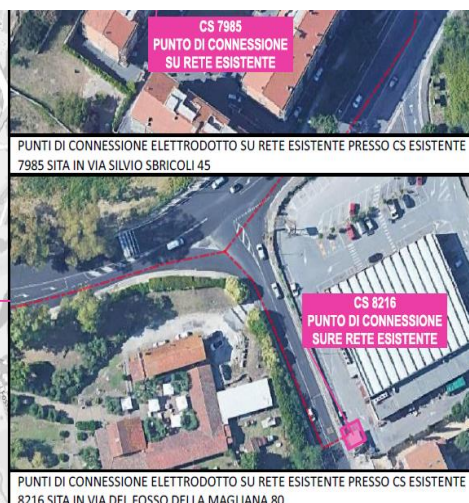 CS 7985
PUNTO DI CONNESSIONE
SU RETE ESISTENTE
PUNTI DI CONNESSIONE ELETTRODOTTO SU RETE ESISTENTE PRESSO CS ESISTENTE
7985 SITA IN VIA SILVIO SBRICOLI 45
CS 8216
PUNTO DI CONNESSIONE
SURE RETE ESISTENTE
PUNTI DI CONNESSIONE ELETTRODOTTO SU RETE ESISTENTE PRESSO CS ESISTENTE
8216 SITA IN VIA DEL FOSSO DELLA MAGLIANA 80